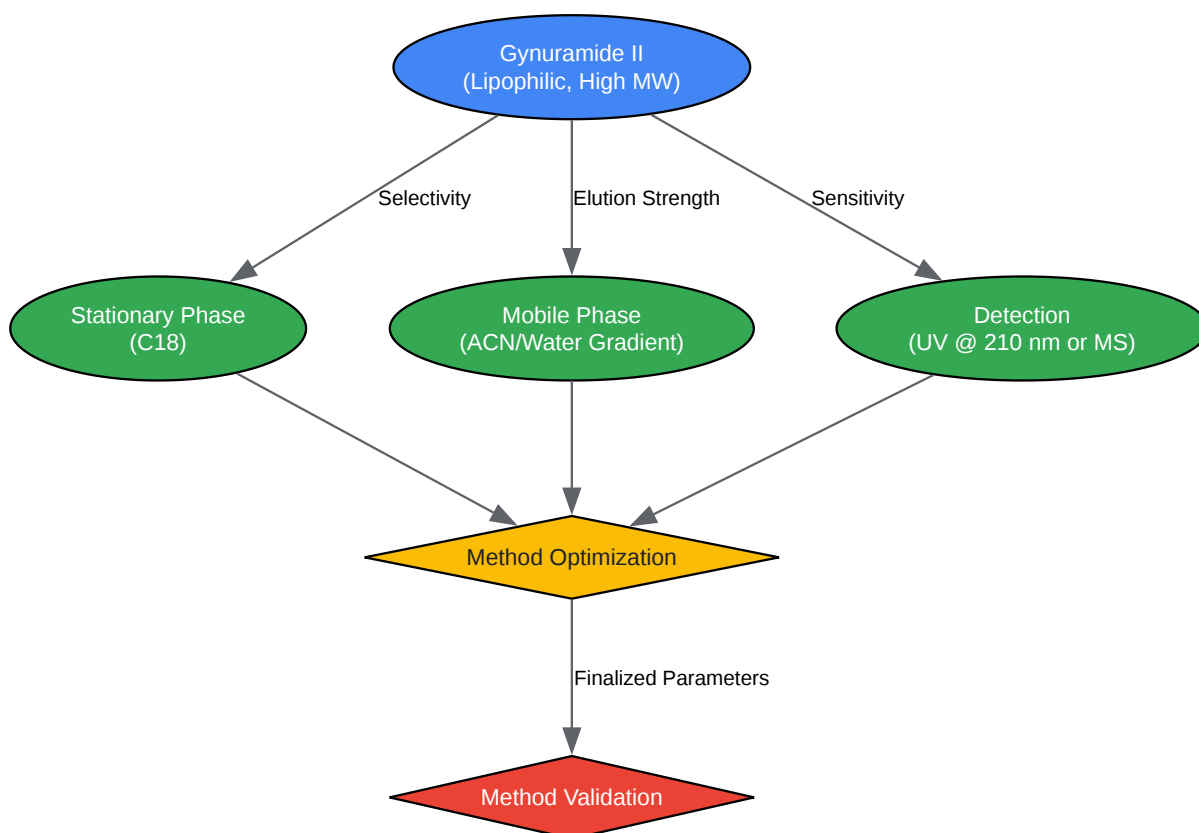 Gynuramide II
(Lipophilic, High MW)
Selectivity
Elution Strength
Sensitivity
Stationary Phase
(C18)
Mobile Phase
(ACN/Water Gradient)
Detection
(UV @ 210 nm or MS)
Method Optimization
Finalized Parameters
Method Validation